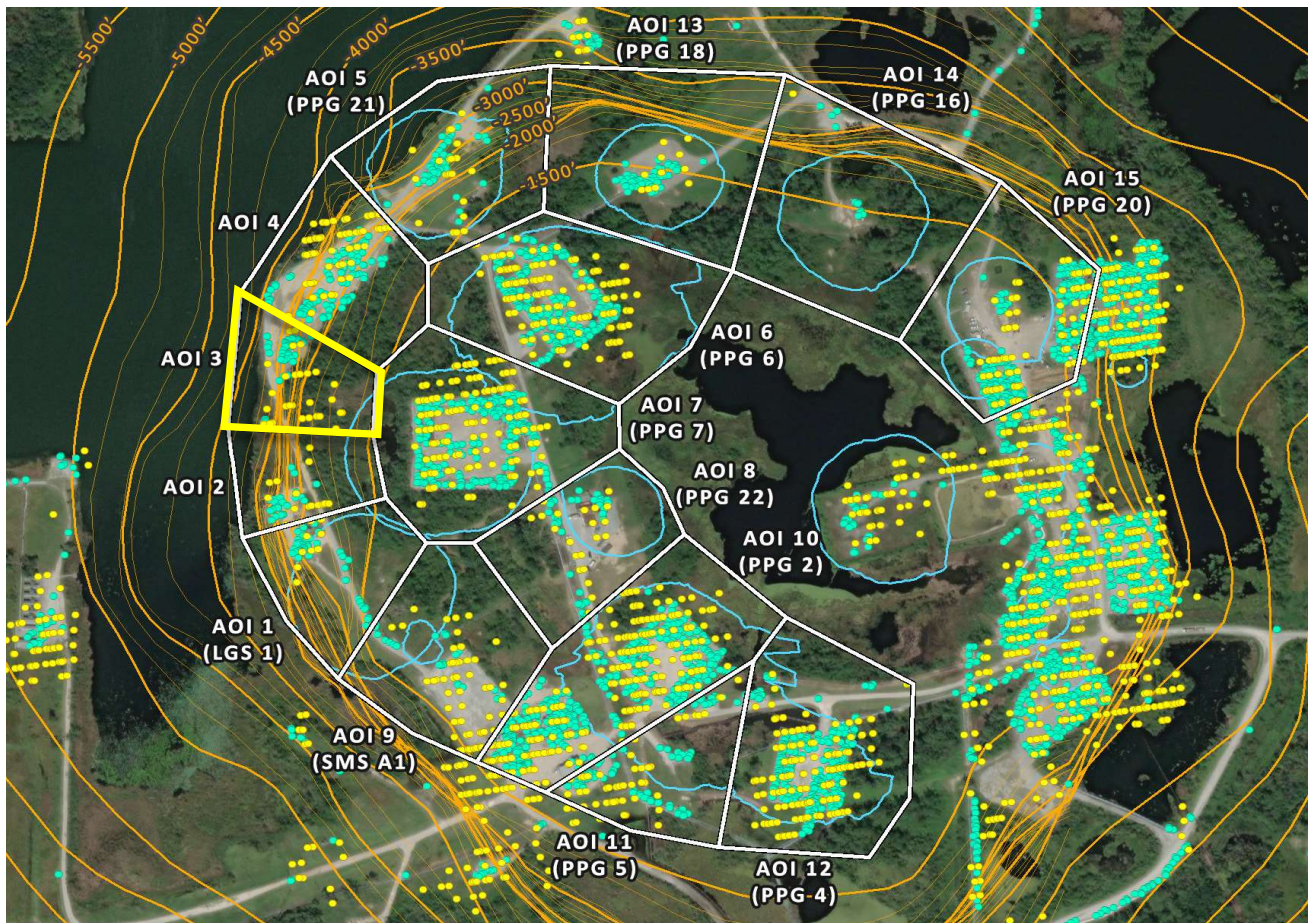 -5500'
-5000'
-4500'
-4000'
-3500'
-3000'
-2500'
-2000'
-1500'
AOI 13
(PPG 18)
AOI 5
(PPG 21)
AOI 14
(PPG 16)
AOI 15
(PPG 20)
AOI 4
AOI 6
(PPG 6)
AOI 3
AOI 7
(PPG 7)
AOI 8
(PPG 22)
AOI 2
AOI 10
(PPG 2)
AOI 1
(LGS 1)
AOI 9
(SMS A1)
AOI 11
(PPG 5)
AOI 12
(PPG 4)